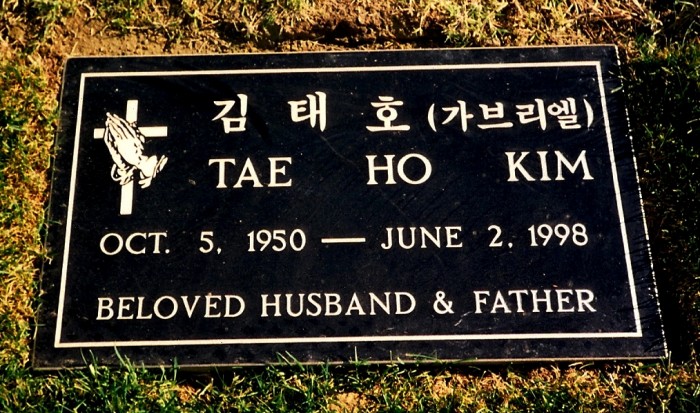 김 태 호 (가브리엘)
TAE HO KIM
OCT. 5, 1950 — JUNE 2, 1998
BELOVED HUSBAND & FATHER